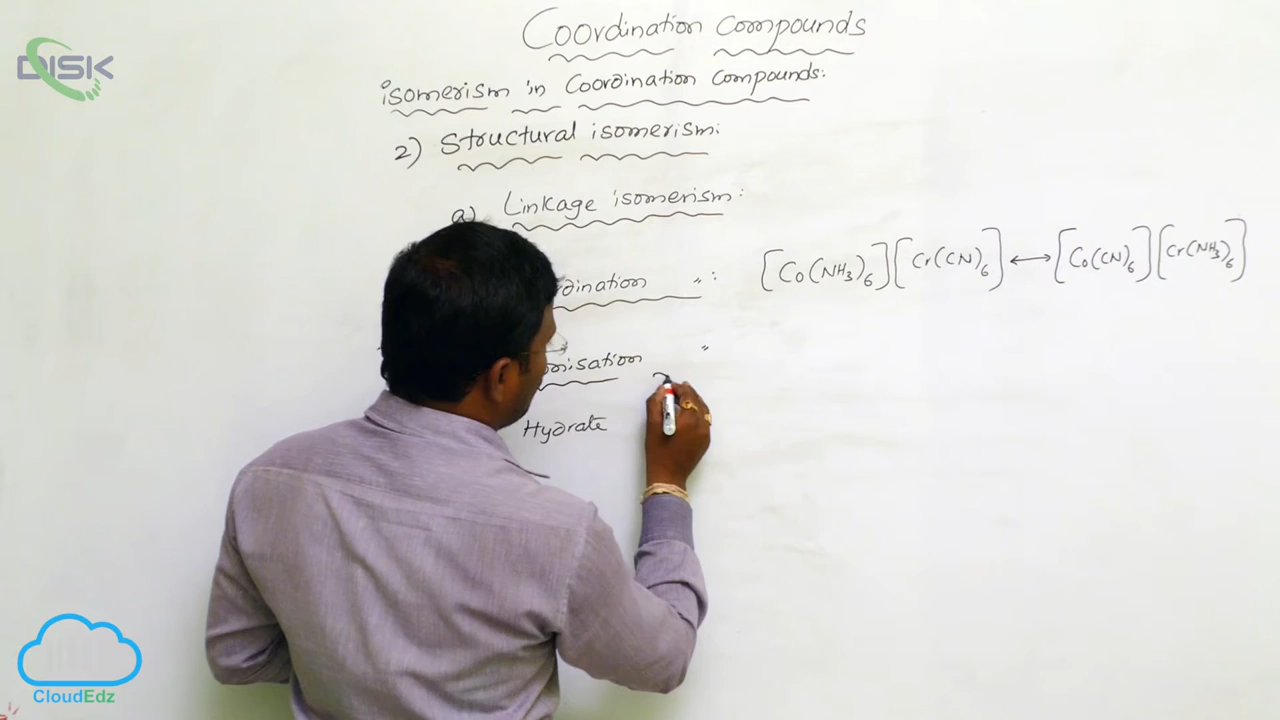 DISK
Coordination Compounds
isomerism in Coordination Compounds:
2) Structural isomerism:
a) Linkage isomerism:
dination " : [Co(NH3)6][Cr(CN)6] ↔ [Co(CN)6][Cr(NH3)6]
nisation "
Hydrate
CloudEdz